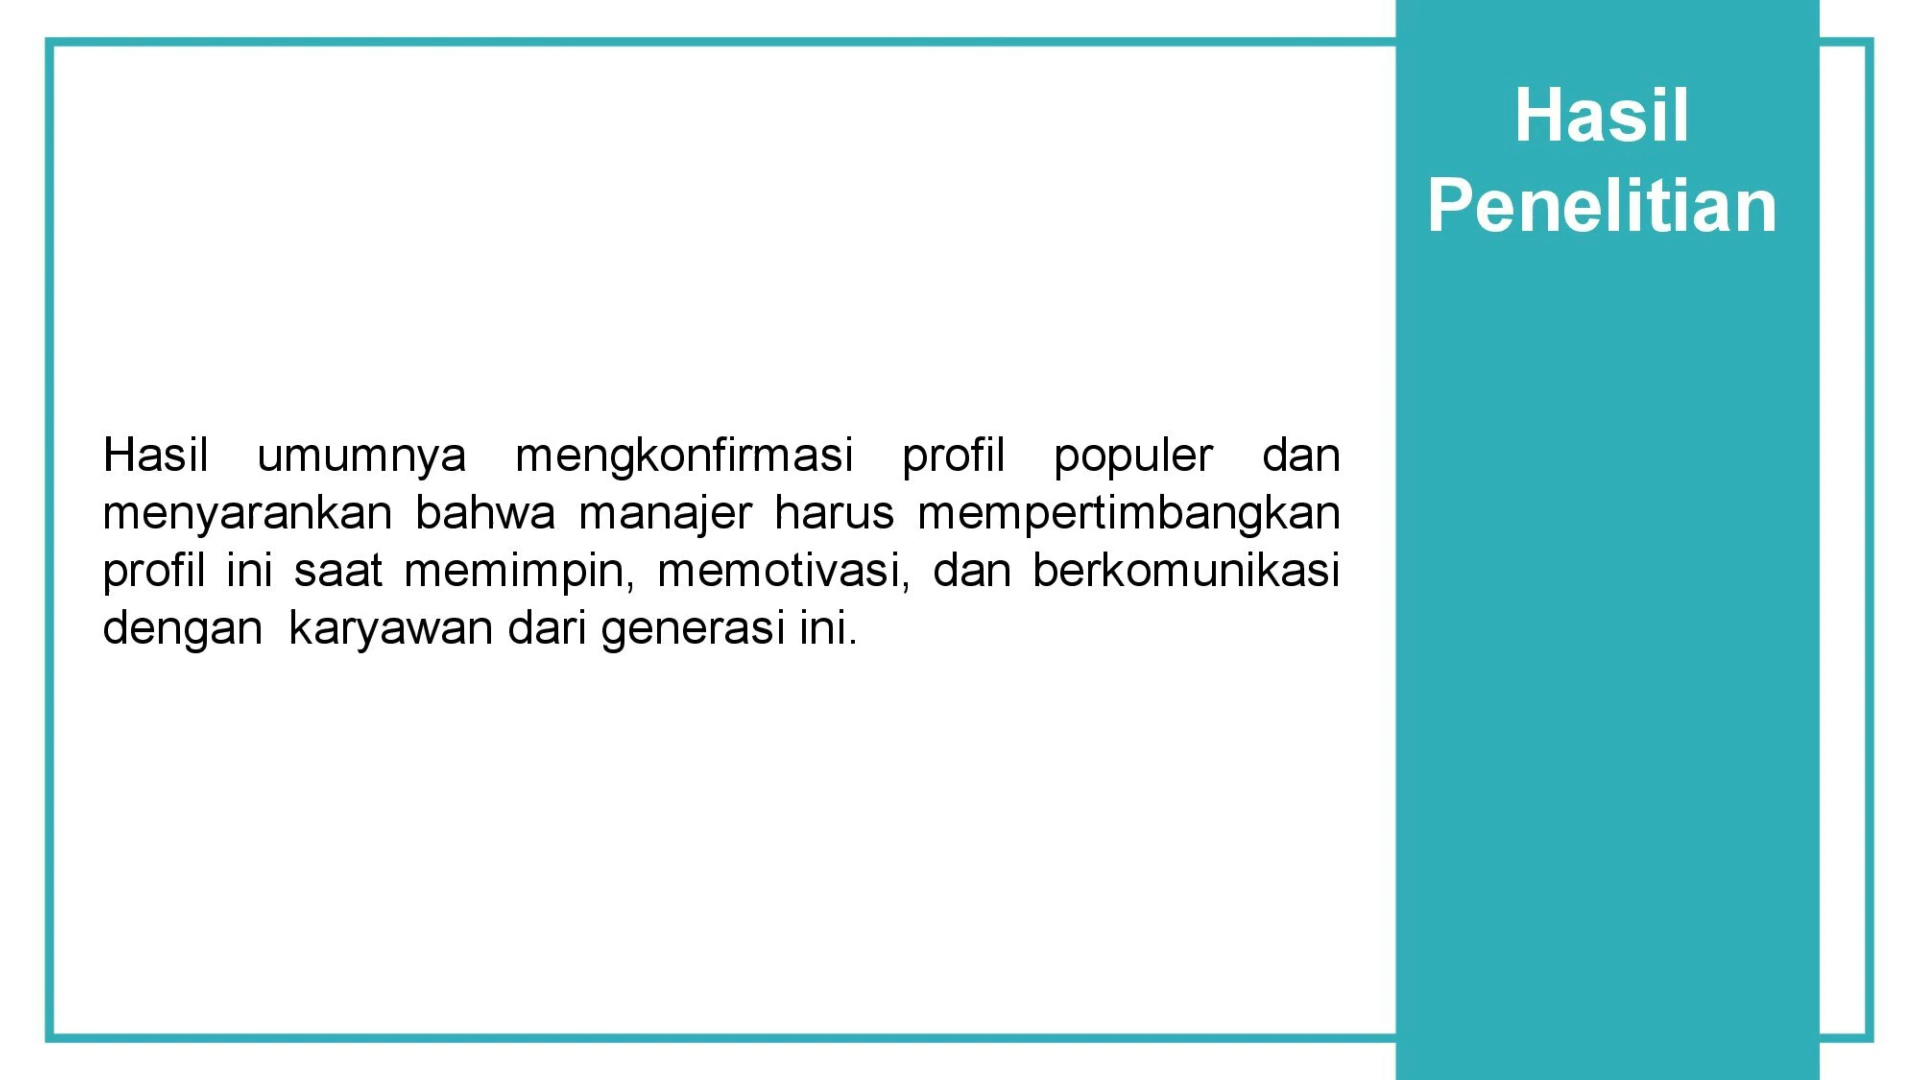 Hasil
Penelitian
Hasil umumnya mengkonfirmasi profil populer dan
menyarankan bahwa manajer harus mempertimbangkan
profil ini saat memimpin, memotivasi, dan berkomunikasi
dengan  karyawan dari generasi ini.